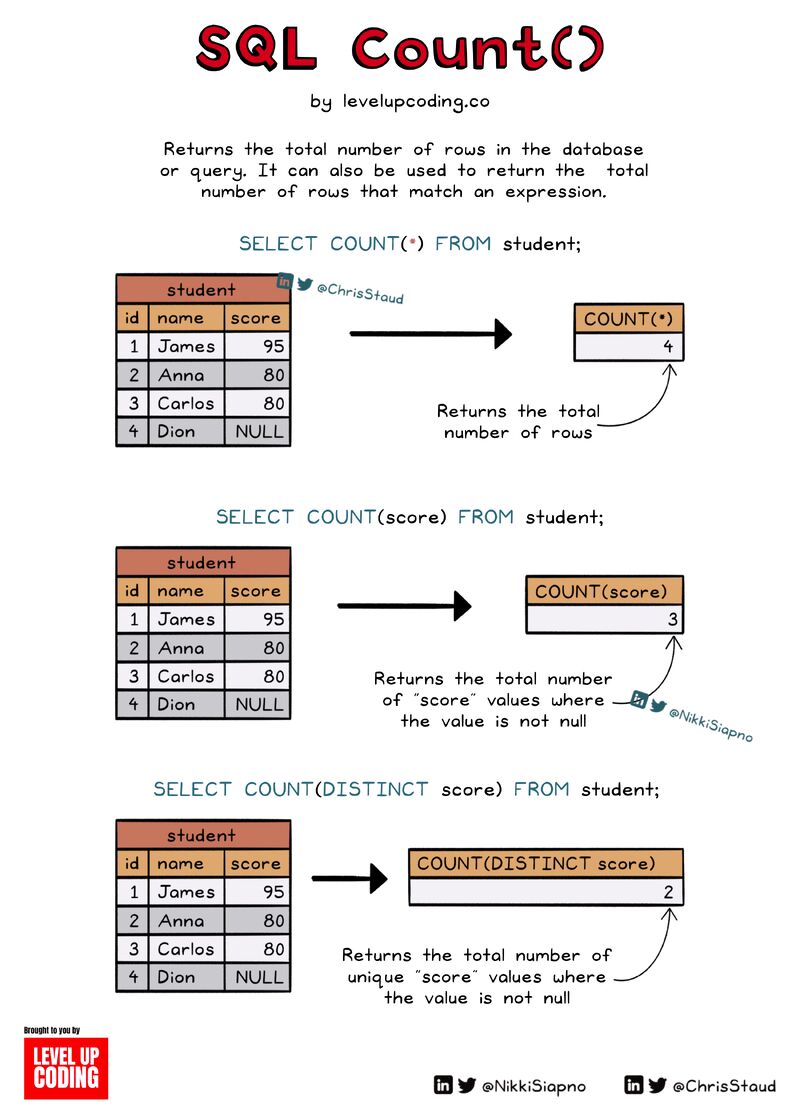 SQL Count()
by levelupcoding.co
Returns the total number of rows in the database
or query. It can also be used to return the total
number of rows that match an expression.
SELECT COUNT(*) FROM student;
student
@ChrisStaud
id name score
1 James 95
2 Anna 80
3 Carlos 80
4 Dion NULL
COUNT(*)
4
Returns the total
number of rows
SELECT COUNT(score) FROM student;
student
id name score
1 James 95
2 Anna 80
3 Carlos 80
4 Dion NULL
COUNT(score)
3
Returns the total number
of "score" values where
the value is not null
in @NikkiSiapno
SELECT COUNT(DISTINCT score) FROM student;
student
id name score
1 James 95
2 Anna 80
3 Carlos 80
4 Dion NULL
COUNT(DISTINCT score)
2
Returns the total number of
unique "score" values where
the value is not null
Brought to you by
LEVEL UP
CODING
in @NikkiSiapno in @ChrisStaud